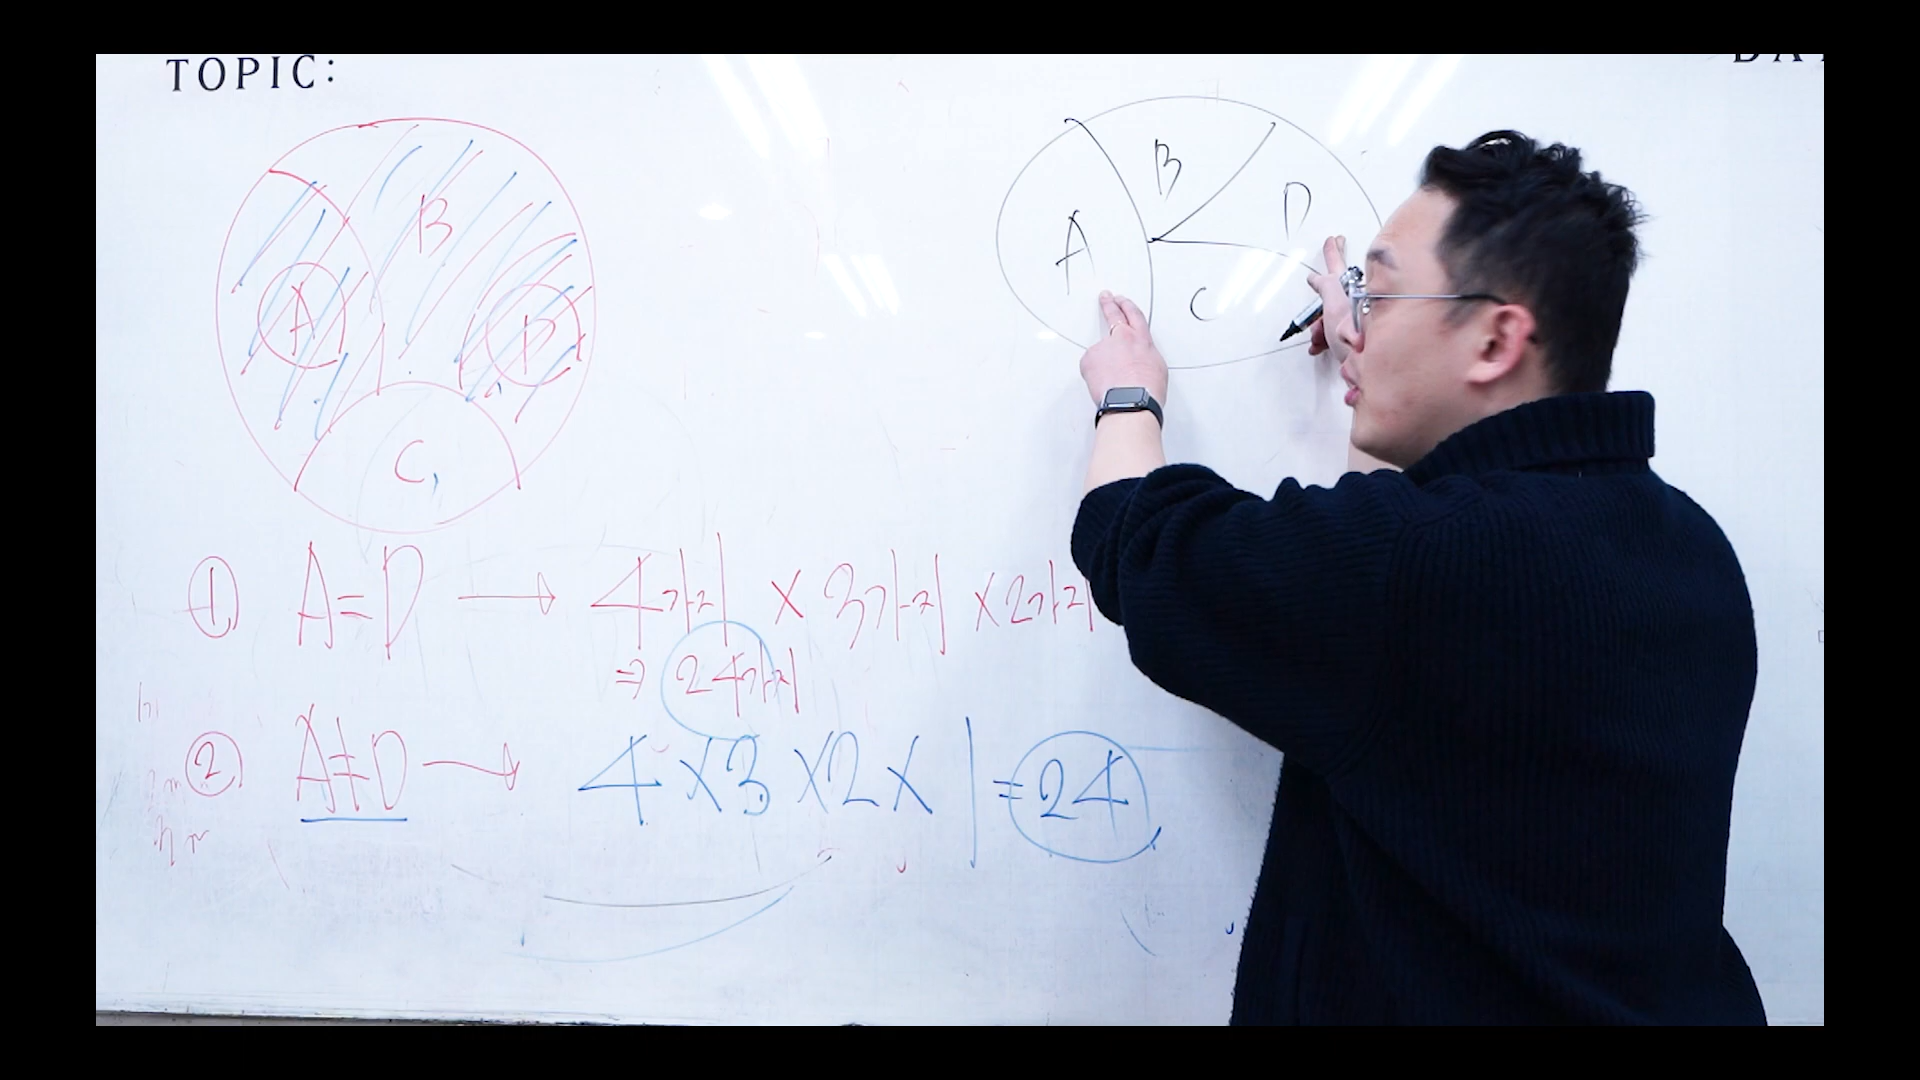 TOPIC:
A
B
D
C
A
B
D
C
① A=D → 4가지 × 3가지 × 2가지
⇒ 24가지
② A≠D → 4×3×2×1=24